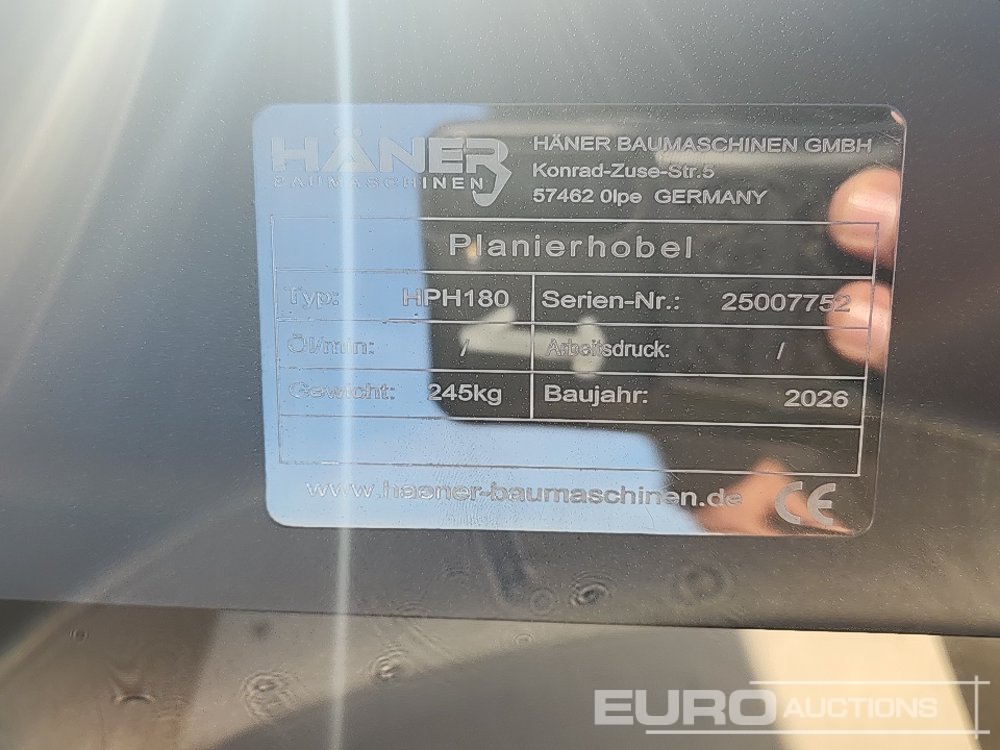 HÄNER
BAUMASCHINEN
HÄNER BAUMASCHINEN GMBH
Konrad-Zuse-Str.5
57462 Olpe GERMANY
Planierhobel
Typ: HPH180 Serien-Nr.: 25007752
Öl/min: / Arbeitsdruck: /
Gewicht: 245kg Baujahr: 2026
www.haener-baumaschinen.de CE
EURO AUCTIONS